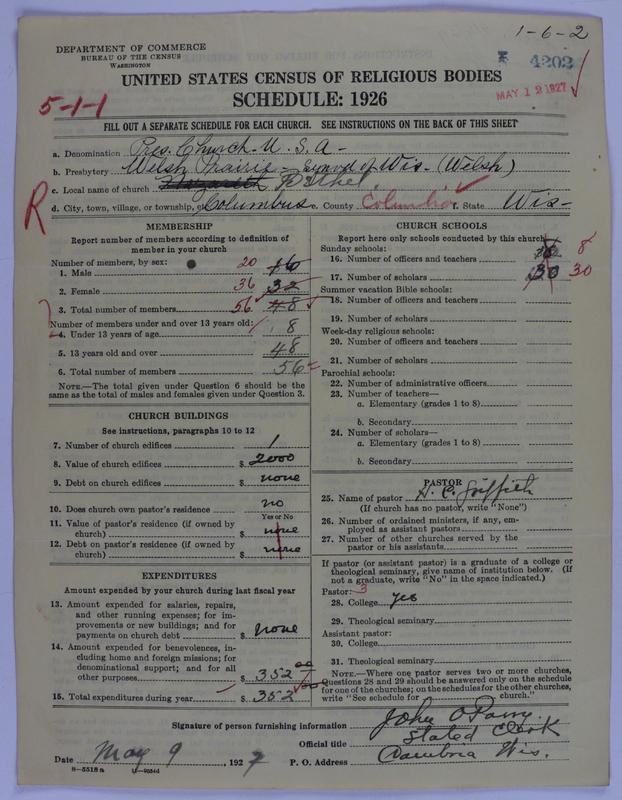 1-6-2
DEPARTMENT OF COMMERCE
BUREAU OF THE CENSUS
WASHINGTON
4202
MAY 12 1927
UNITED STATES CENSUS OF RELIGIOUS BODIES
5-1-1
SCHEDULE: 1926
FILL OUT A SEPARATE SCHEDULE FOR EACH CHURCH. SEE INSTRUCTIONS ON THE BACK OF THIS SHEET
a. Denomination Pres. Church U. S. A-
b. Presbytery Welsh Prairie - Synod of Wis- (Welsh)
c. Local name of church Bethel
R
d. City, town, village, or township, etc. Columbus e. County Columbia f. State Wis-
MEMBERSHIP
Report number of members according to definition of member in your church
Number of members, by sex:
1. Male 20 16
2. Female 36 32
3. Total number of members 56 48
Number of members under and over 13 years old:
4. Under 13 years of age 8
5. 13 years old and over 48
6. Total number of members 56
NOTE.—The total given under Question 6 should be
same as the total of males and females given under Question 3.
CHURCH BUILDINGS
See instructions, paragraphs 10 to 12
7. Number of church edifices 1
8. Value of church edifices $ 2000
9. Debt on church edifices $ none
10. Does church own pastor's residence no
Yes or No
11. Value of pastor's residence (if owned by
church) $ none
12. Debt on pastor's residence (if owned by
church) $ none
EXPENDITURES
Amount expended by your church during last fiscal year
13. Amount expended for salaries, repairs,
and other running expenses; for im-
provements or new buildings; and for
payments on church debt $ none
14. Amount expended for benevolences, in-
cluding home and foreign missions; for
denominational support; and for all
other purposes $ 352 00
15. Total expenditures during year $ 352 00
CHURCH SCHOOLS
Report here only schools conducted by this church
Sunday schools:
16. Number of officers and teachers 8
17. Number of scholars 30 30
Summer vacation Bible schools:
18. Number of officers and teachers
19. Number of scholars
Week-day religious schools:
20. Number of officers and teachers
21. Number of scholars
Parochial schools:
22. Number of administrative officers
23. Number of teachers—
a. Elementary (grades 1 to 8)
b. Secondary
24. Number of scholars—
a. Elementary (grades 1 to 8)
b. Secondary
PASTOR
25. Name of pastor H. C. Griffith
(If church has no pastor, write "None")
26. Number of ordained ministers, if any, em-
ployed as assistant pastors
27. Number of other churches served by the
pastor or his assistants
If pastor (or assistant pastor) is a graduate of a college or
theological seminary, give name of institution below. (If
not a graduate, write "No" in the space indicated.)
Pastor: 3
28. College yes
29. Theological seminary
Assistant pastor:
30. College
31. Theological seminary
NOTE.—Where one pastor serves two or more churches,
Questions 28 and 29 should be answered only on the schedule
for one of the churches; on the schedules for the other churches,
write "See schedule for church."
Signature of person furnishing information John O Parry
Official title Stated Clerk
Date May 9, 1927 P. O. Address Cambria Wis.
8-5518 a